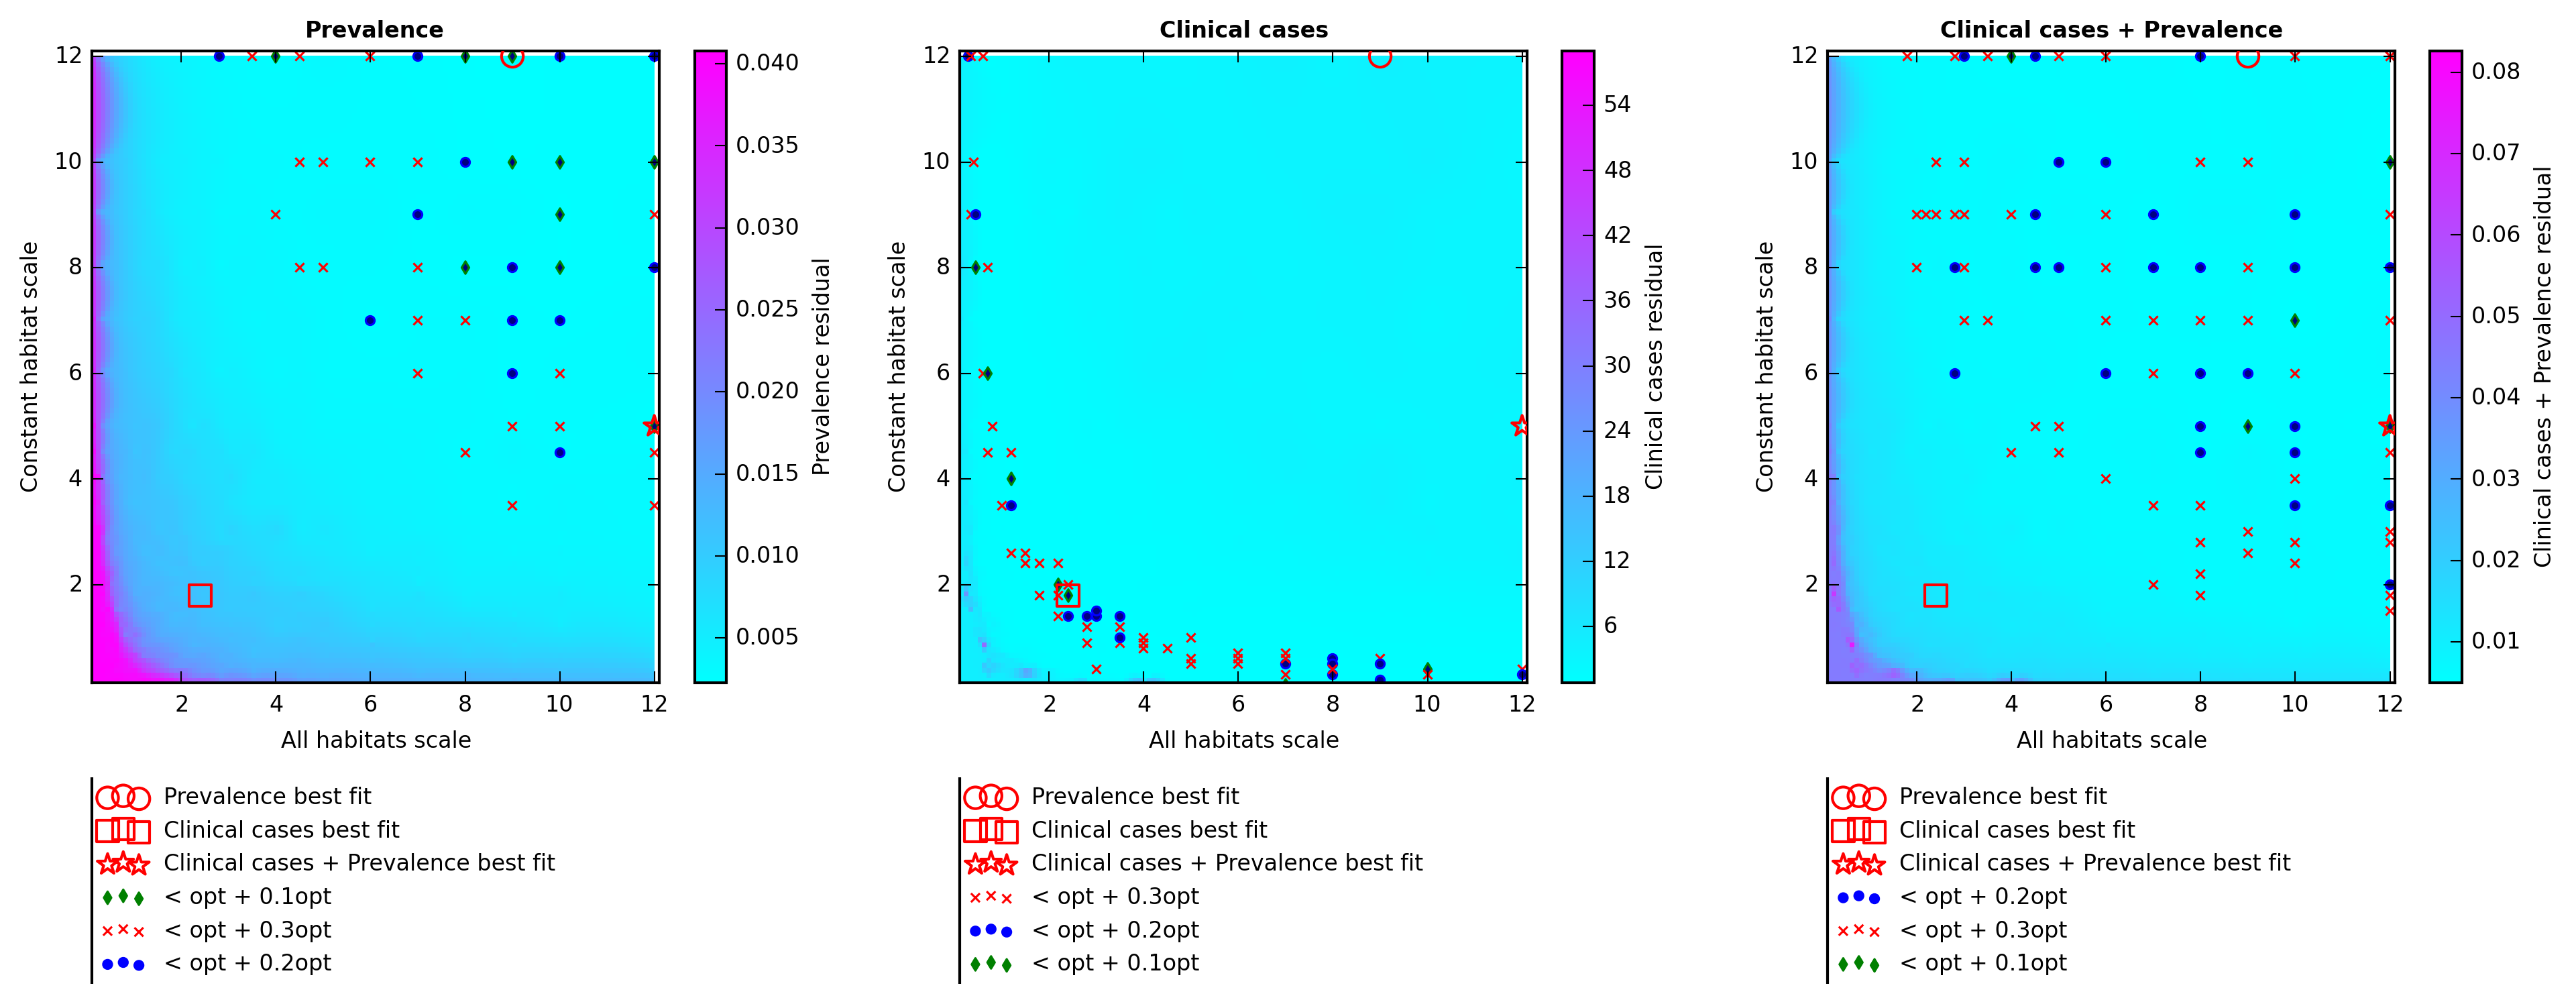 Prevalence
Clinical cases
Clinical cases + Prevalence
Constant habitat scale
12
10
8
6
4
2
2 4 6 8 10 12
All habitats scale
0.040
0.035
0.030
0.025
0.020
0.015
0.010
0.005
Prevalence residual
Constant habitat scale
12
10
8
6
4
2
2 4 6 8 10 12
All habitats scale
54
48
42
36
30
24
18
12
6
Clinical cases residual
Constant habitat scale
12
10
8
6
4
2
2 4 6 8 10 12
All habitats scale
0.08
0.07
0.06
0.05
0.04
0.03
0.02
0.01
Clinical cases + Prevalence residual
Prevalence best fit
Clinical cases best fit
Clinical cases + Prevalence best fit
< opt + 0.1opt
< opt + 0.3opt
< opt + 0.2opt
Prevalence best fit
Clinical cases best fit
Clinical cases + Prevalence best fit
< opt + 0.3opt
< opt + 0.2opt
< opt + 0.1opt
Prevalence best fit
Clinical cases best fit
Clinical cases + Prevalence best fit
< opt + 0.2opt
< opt + 0.3opt
< opt + 0.1opt